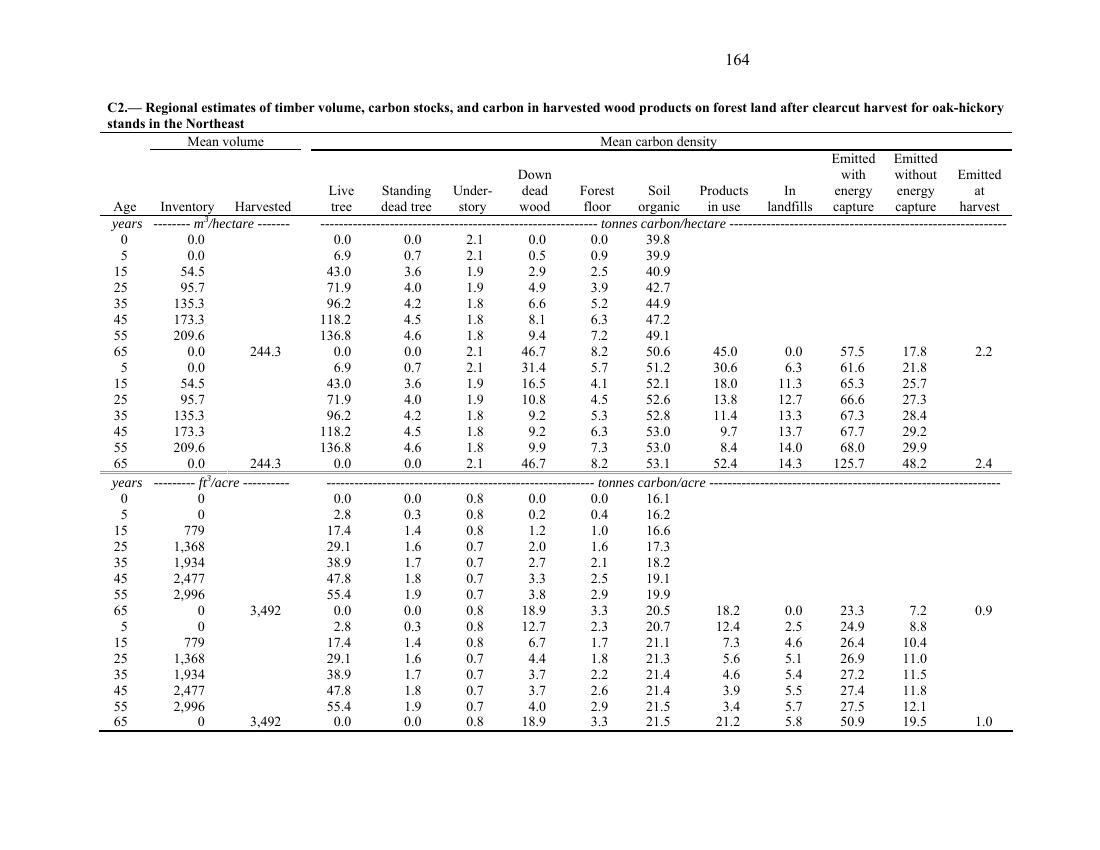 164
C2.— Regional estimates of timber volume, carbon stocks, and carbon in harvested wood products on forest land after clearcut harvest for oak-hickory
stands in the Northeast
Mean volume Mean carbon density
Age Inventory Harvested Live tree Standing dead tree Under-story Down dead wood Forest floor Soil organic Products in use In landfills Emitted with energy capture Emitted without energy capture Emitted at harvest
years -------- m³/hectare ------- ---------- tonnes carbon/hectare ----------
0 0.0 0.0 0.0 2.1 0.0 0.0 39.8
5 0.0 6.9 0.7 2.1 0.5 0.9 39.9
15 54.5 43.0 3.6 1.9 2.9 2.5 40.9
25 95.7 71.9 4.0 1.9 4.9 3.9 42.7
35 135.3 96.2 4.2 1.8 6.6 5.2 44.9
45 173.3 118.2 4.5 1.8 8.1 6.3 47.2
55 209.6 136.8 4.6 1.8 9.4 7.2 49.1
65 0.0 244.3 0.0 0.0 2.1 46.7 8.2 50.6 45.0 0.0 57.5 17.8 2.2
5 0.0 6.9 0.7 2.1 31.4 5.7 51.2 30.6 6.3 61.6 21.8
15 54.5 43.0 3.6 1.9 16.5 4.1 52.1 18.0 11.3 65.3 25.7
25 95.7 71.9 4.0 1.9 10.8 4.5 52.6 13.8 12.7 66.6 27.3
35 135.3 96.2 4.2 1.8 9.2 5.3 52.8 11.4 13.3 67.3 28.4
45 173.3 118.2 4.5 1.8 9.2 6.3 53.0 9.7 13.7 67.7 29.2
55 209.6 136.8 4.6 1.8 9.9 7.3 53.0 8.4 14.0 68.0 29.9
65 0.0 244.3 0.0 0.0 2.1 46.7 8.2 53.1 52.4 14.3 125.7 48.2 2.4
years --------- ft³/acre ---------- ---------- tonnes carbon/acre ----------
0 0 0.0 0.0 0.8 0.0 0.0 16.1
5 0 2.8 0.3 0.8 0.2 0.4 16.2
15 779 17.4 1.4 0.8 1.2 1.0 16.6
25 1,368 29.1 1.6 0.7 2.0 1.6 17.3
35 1,934 38.9 1.7 0.7 2.7 2.1 18.2
45 2,477 47.8 1.8 0.7 3.3 2.5 19.1
55 2,996 55.4 1.9 0.7 3.8 2.9 19.9
65 0 3,492 0.0 0.0 0.8 18.9 3.3 20.5 18.2 0.0 23.3 7.2 0.9
5 0 2.8 0.3 0.8 12.7 2.3 20.7 12.4 2.5 24.9 8.8
15 779 17.4 1.4 0.8 6.7 1.7 21.1 7.3 4.6 26.4 10.4
25 1,368 29.1 1.6 0.7 4.4 1.8 21.3 5.6 5.1 26.9 11.0
35 1,934 38.9 1.7 0.7 3.7 2.2 21.4 4.6 5.4 27.2 11.5
45 2,477 47.8 1.8 0.7 3.7 2.6 21.4 3.9 5.5 27.4 11.8
55 2,996 55.4 1.9 0.7 4.0 2.9 21.5 3.4 5.7 27.5 12.1
65 0 3,492 0.0 0.0 0.8 18.9 3.3 21.5 21.2 5.8 50.9 19.5 1.0